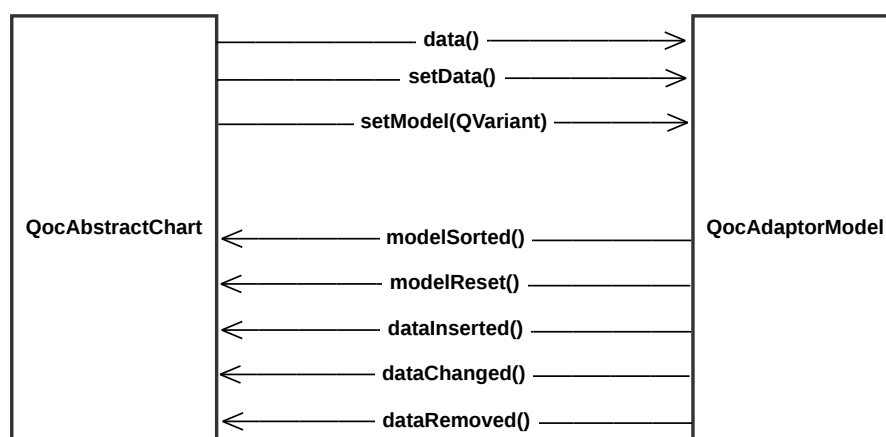 data()
setData()
setModel(QVariant)
QocAbstractChart
QocAdaptorModel
modelSorted()
modelReset()
dataInserted()
dataChanged()
dataRemoved()